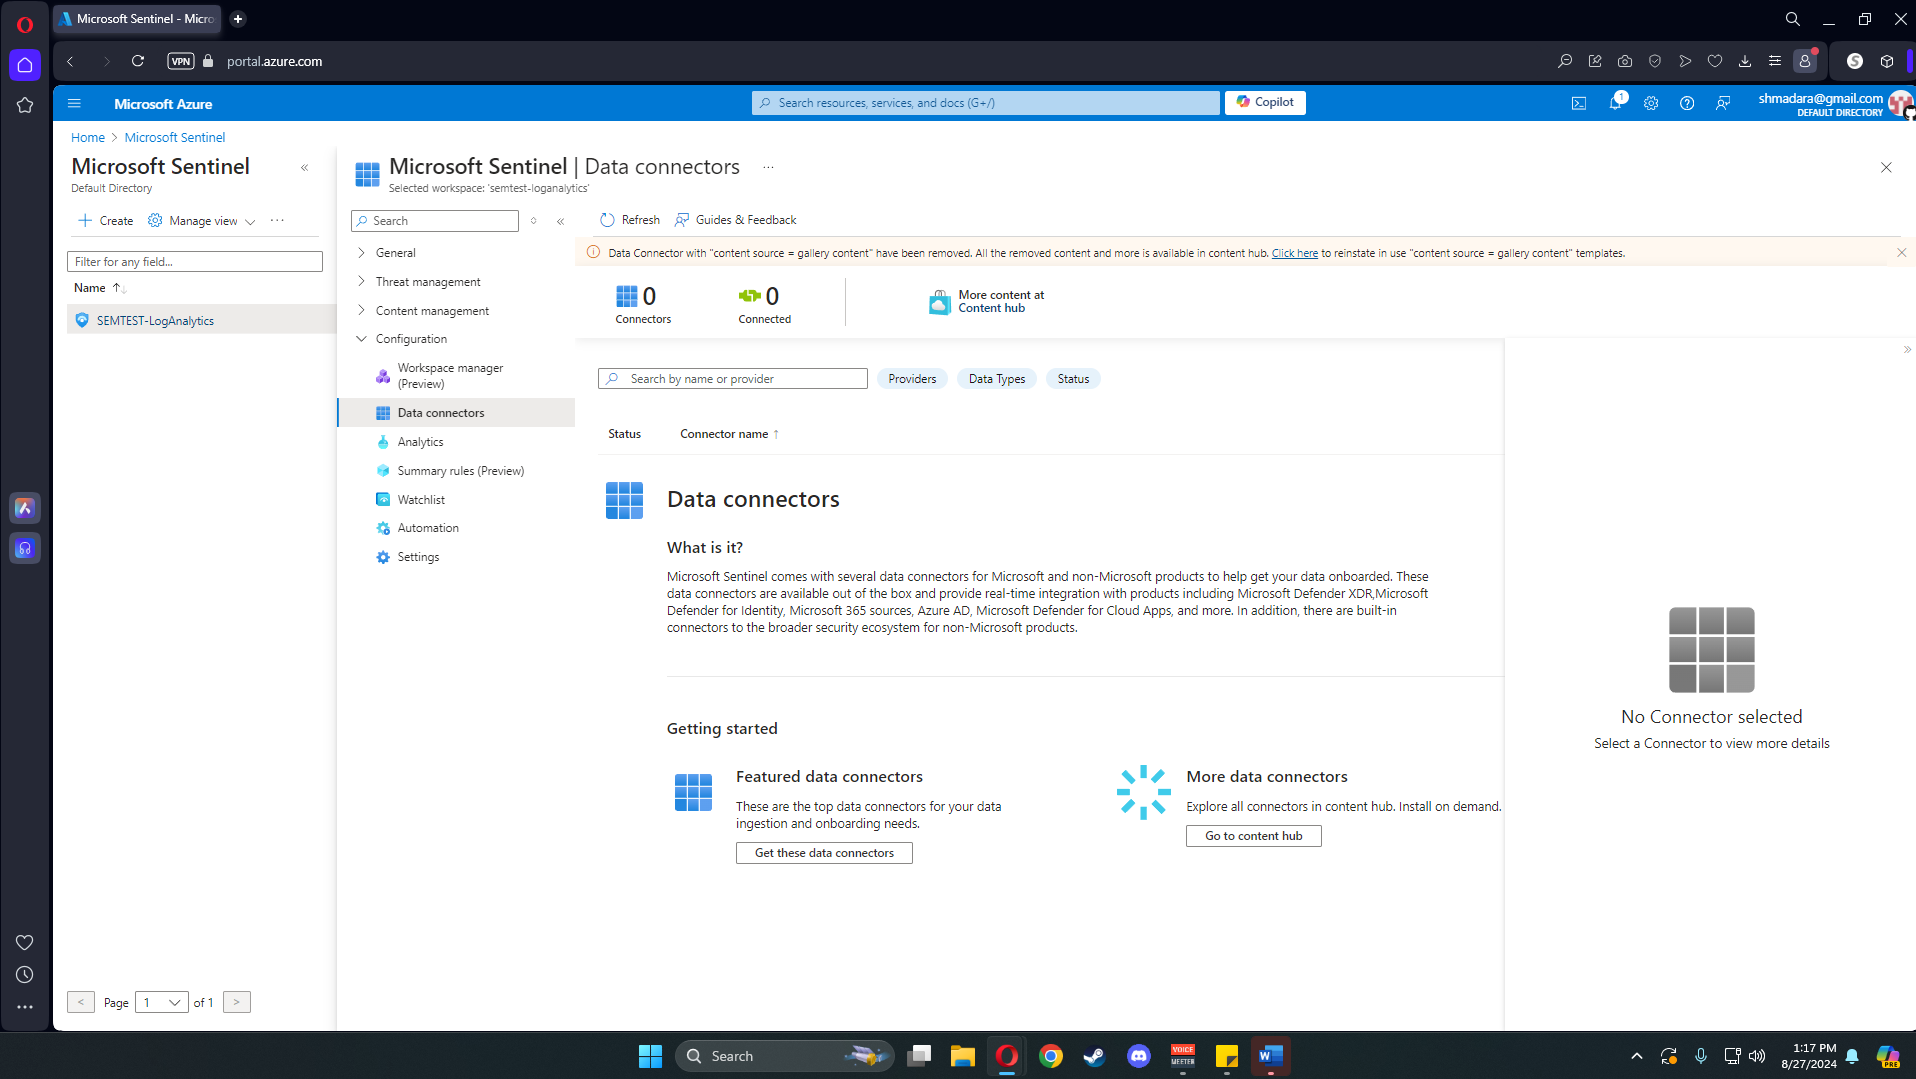 Microsoft Sentinel - Micro
VPN
portal.azure.com
Microsoft Azure
Search resources, services, and docs (G+/)
Copilot
1
shmadara@gmail.com
DEFAULT DIRECTORY
Home > Microsoft Sentinel
Microsoft Sentinel
Default Directory
Create
Manage view
Filter for any field...
Name
SEMTEST-LogAnalytics
< Page 1 of 1 >
Microsoft Sentinel | Data connectors
Selected workspace: 'semtest-loganalytics'
Search
General
Threat management
Content management
Configuration
Workspace manager
(Preview)
Data connectors
Analytics
Summary rules (Preview)
Watchlist
Automation
Settings
Refresh
Guides & Feedback
Data Connector with "content source = gallery content" have been removed. All the removed content and more is available in content hub. Click here to reinstate in use "content source = gallery content" templates.
0
Connectors
0
Connected
More content at
Content hub
Search by name or provider
Providers
Data Types
Status
Status
Connector name ↑
Data connectors
What is it?
Microsoft Sentinel comes with several data connectors for Microsoft and non-Microsoft products to help get your data onboarded. These
data connectors are available out of the box and provide real-time integration with products including Microsoft Defender XDR,Microsoft
Defender for Identity, Microsoft 365 sources, Azure AD, Microsoft Defender for Cloud Apps, and more. In addition, there are built-in
connectors to the broader security ecosystem for non-Microsoft products.
Getting started
Featured data connectors
These are the top data connectors for your data
ingestion and onboarding needs.
Get these data connectors
More data connectors
Explore all connectors in content hub. Install on demand.
Go to content hub
No Connector selected
Select a Connector to view more details
Search
VOICE
MEETER
W
1:17 PM
8/27/2024
PRE